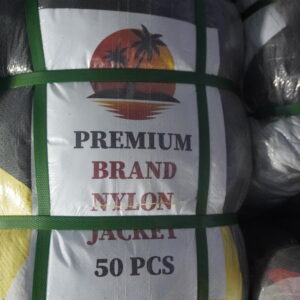 PREMIUM
BRAND
NYLON
JACKET
50 PCS